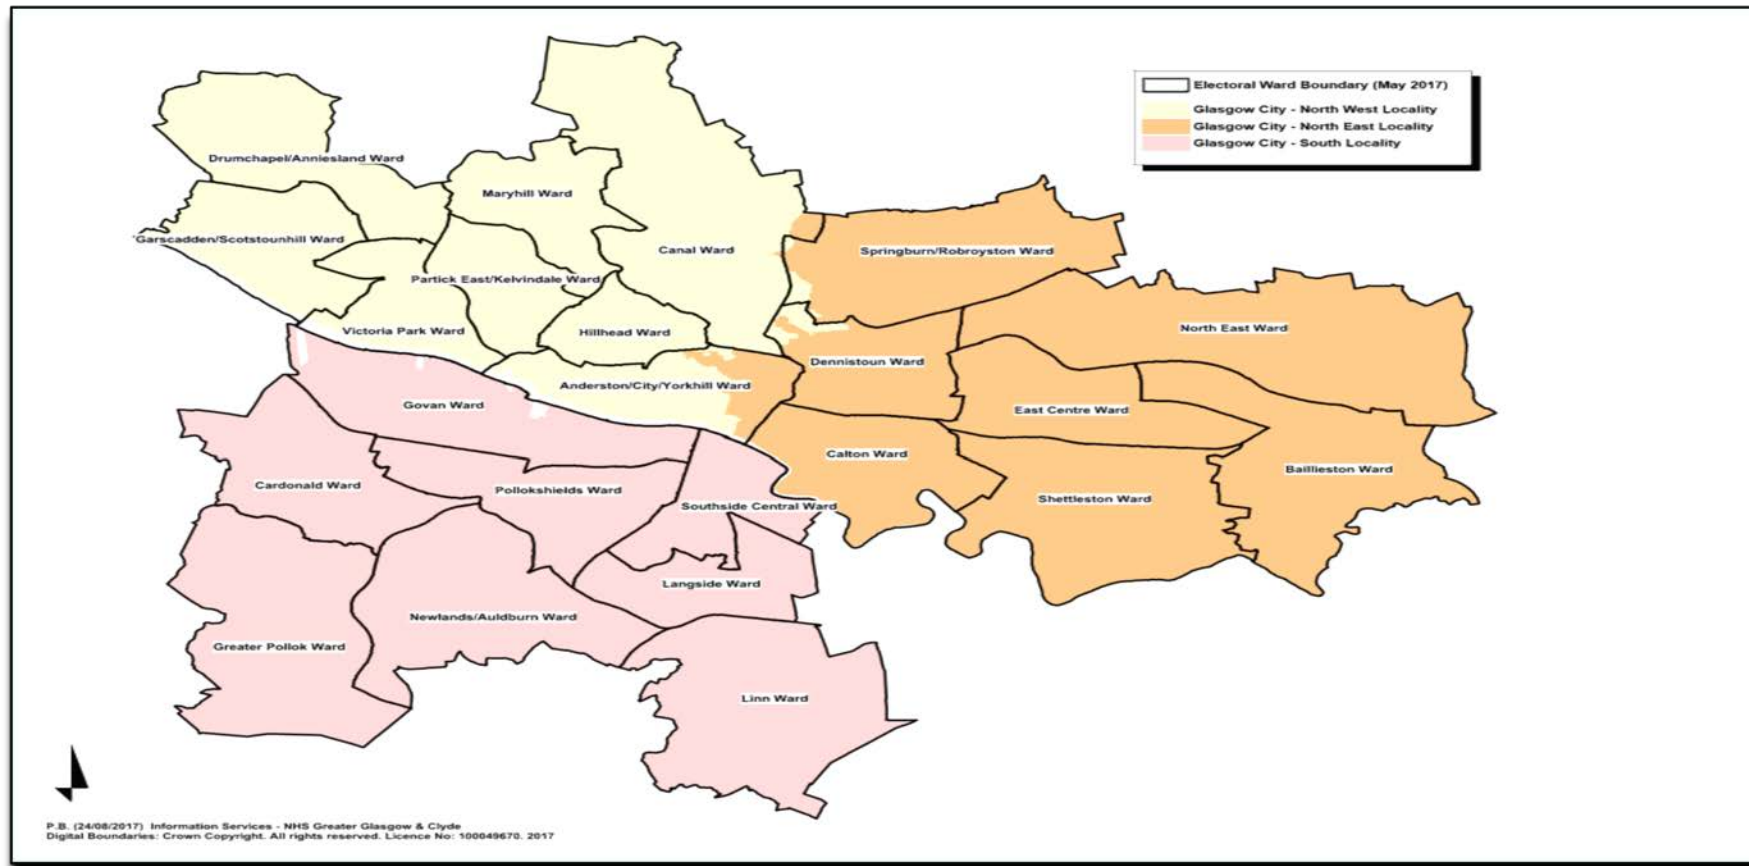 Electoral Ward Boundary (May 2017)
Glasgow City - North West Locality
Glasgow City - North East Locality
Glasgow City - South Locality
Drumchapel/Anniesland Ward
Maryhill Ward
Garscadden/Scotstounhill Ward
Canal Ward
Springburn/Robroyston Ward
Partick East/Kelvindale Ward
Victoria Park Ward
Hillhead Ward
North East Ward
Dennistoun Ward
Anderston/City/Yorkhill Ward
Govan Ward
East Centre Ward
Calton Ward
Baillieston Ward
Cardonald Ward
Pollokshields Ward
Shettleston Ward
Southside Central Ward
Langside Ward
Newlands/Auldburn Ward
Greater Pollok Ward
Linn Ward
P.B. (24/08/2017) Information Services - NHS Greater Glasgow & Clyde
Digital Boundaries: Crown Copyright. All rights reserved. Licence No: 100049670. 2017